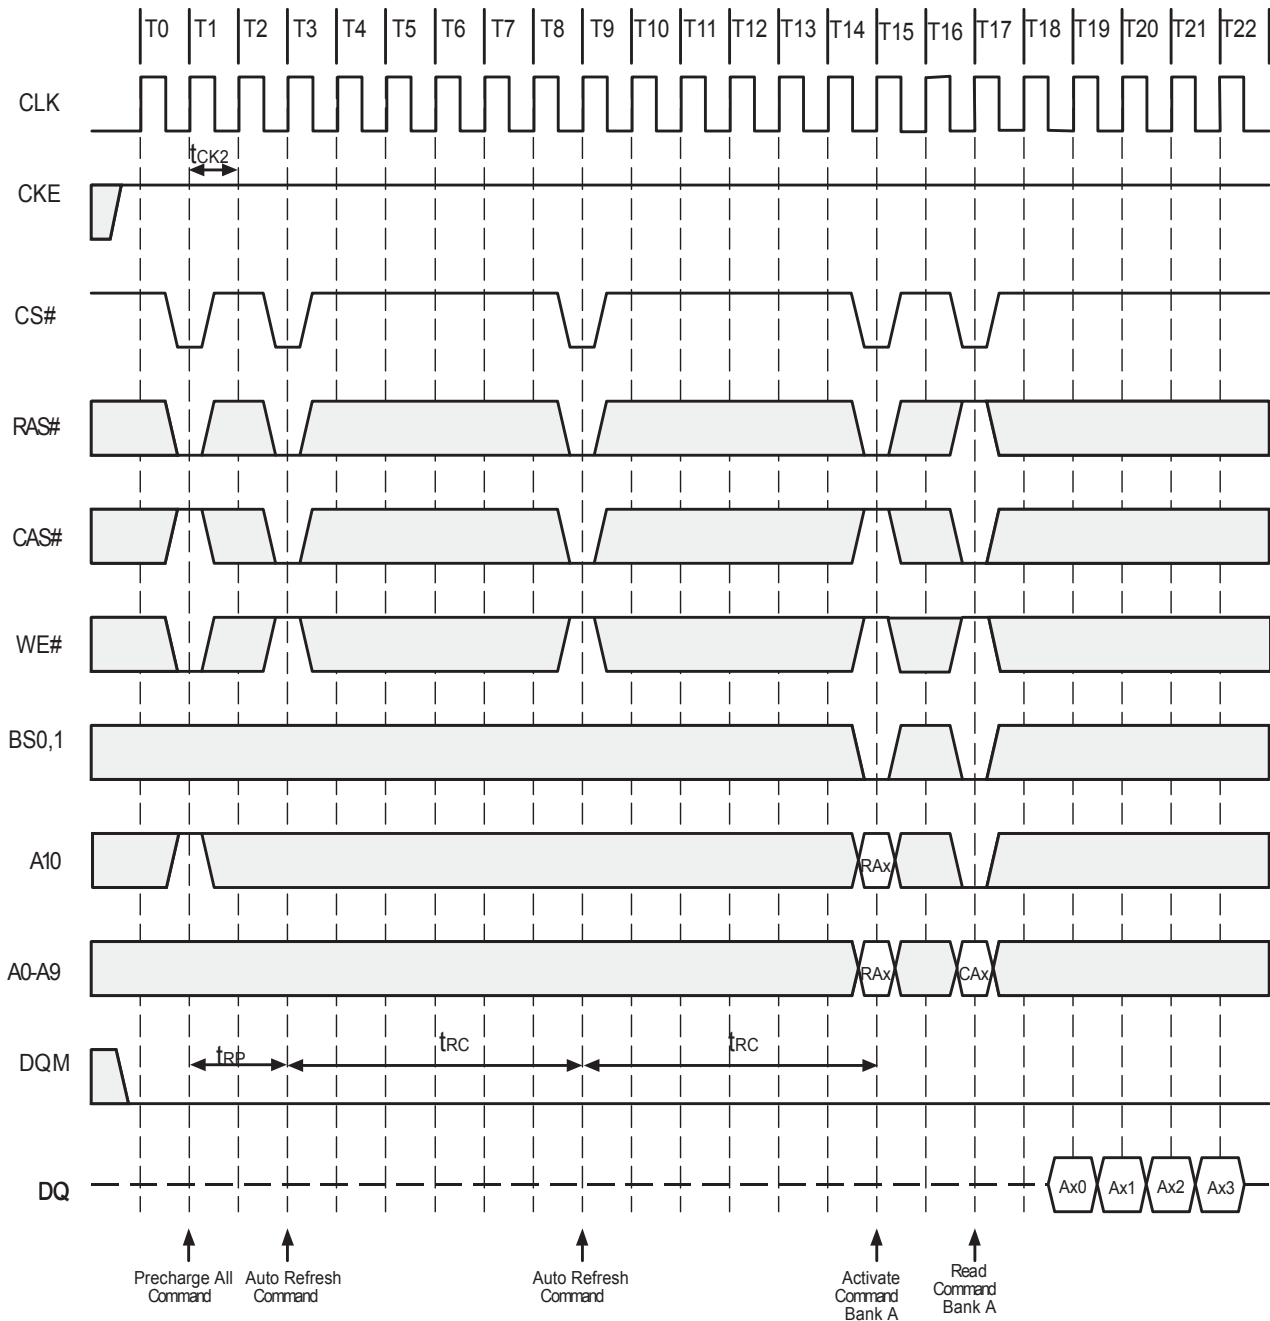 T0 T1 T2 T3 T4 T5 T6 T7 T8 T9 T10 T11 T12 T13 T14 T15 T16 T17 T18 T19 T20 T21 T22
CLK
tCK2
CKE
CS#
RAS#
CAS#
WE#
BS0,1
A10
RAx
A0-A9
RAx CAx
DQM
tRP tRC tRC
DQ
Ax0 Ax1 Ax2 Ax3
Precharge All
Command
Auto Refresh
Command
Auto Refresh
Command
Activate
Command
Bank A
Read
Command
Bank A